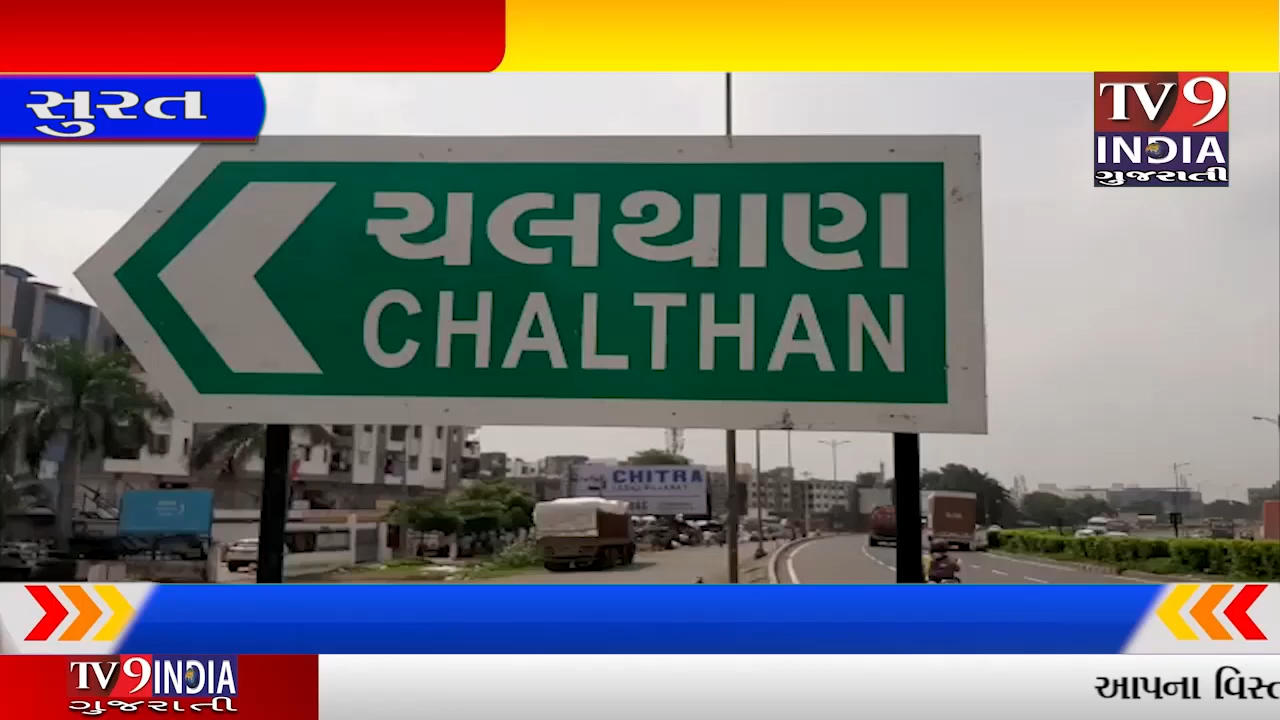 સુરત
TV9
INDIA
ગુજરાતી
ચલથાણ
CHALTHAN
CHITRA
TV9INDIA
ગુજરાતી
આપના